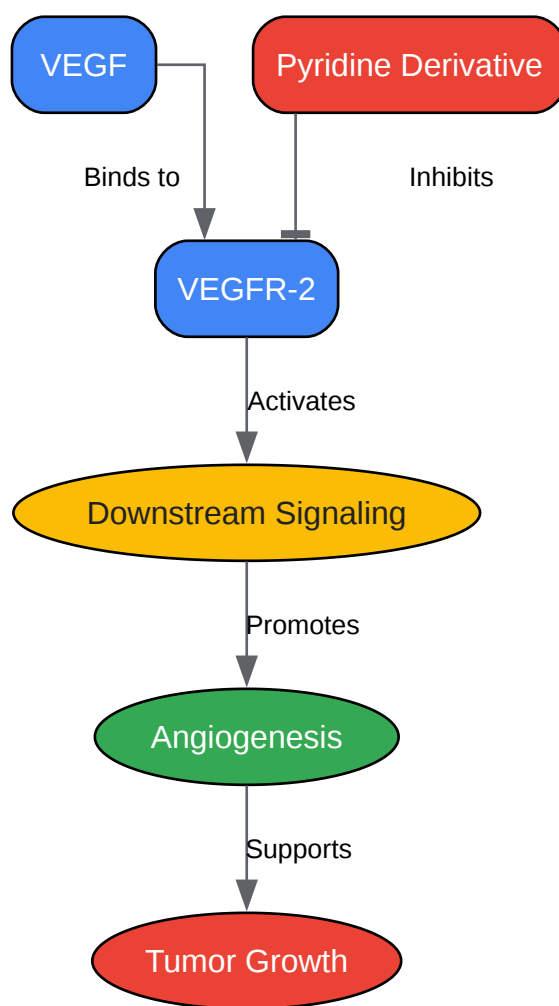 VEGF
Pyridine Derivative
Binds to
Inhibits
VEGFR-2
Activates
Downstream Signaling
Promotes
Angiogenesis
Supports
Tumor Growth